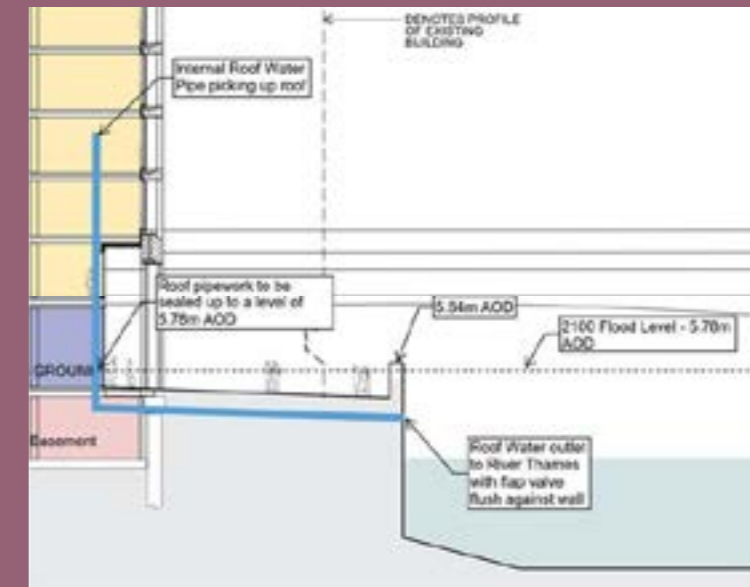 DENOTES PROFILE
OF EXISTING
BUILDING
Internal Roof Water
Pipe picking up roof
Roof pipework to be
sealed up to a level of
5.78m AOD
5.94m AOD
2100 Flood Level - 5.78m
AOD
GROUND
Basement
Roof Water outlet
to River Thames
with flap valve
flush against wall